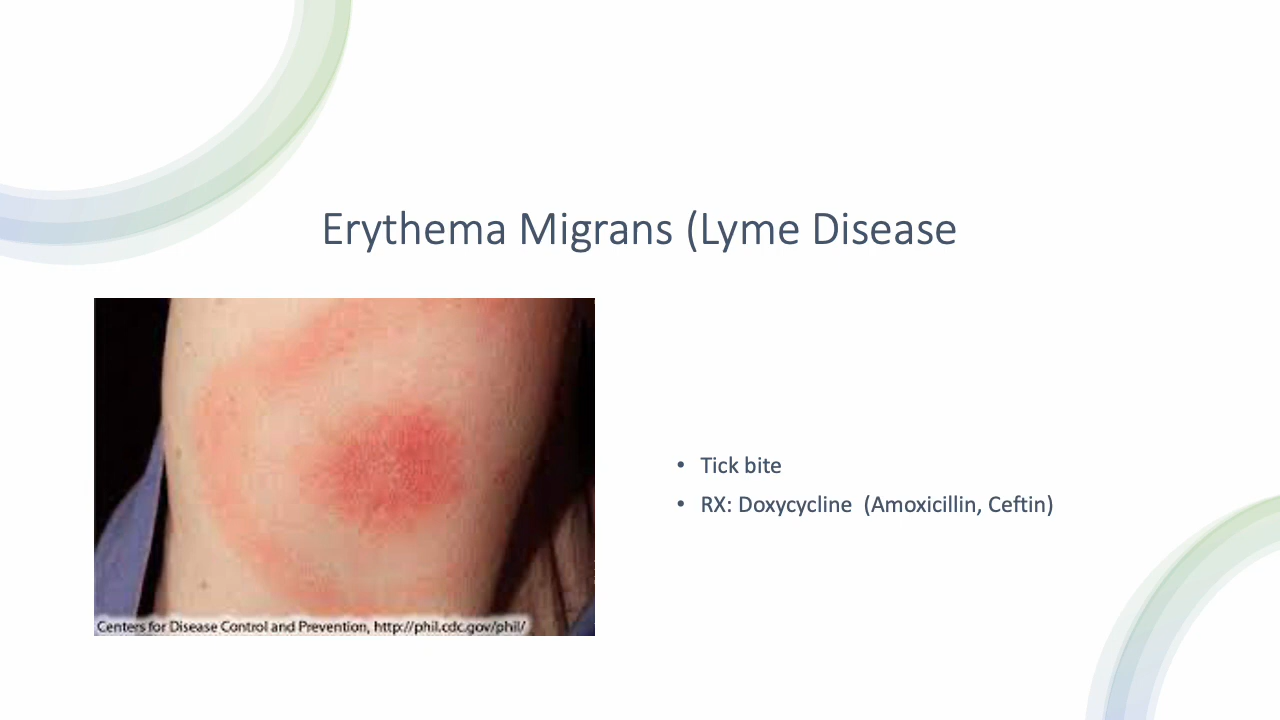 Erythema Migrans (Lyme Disease
• Tick bite
• RX: Doxycycline (Amoxicillin, Ceftin)
Centers for Disease Control and Prevention, http://phil.cdc.gov/phil/